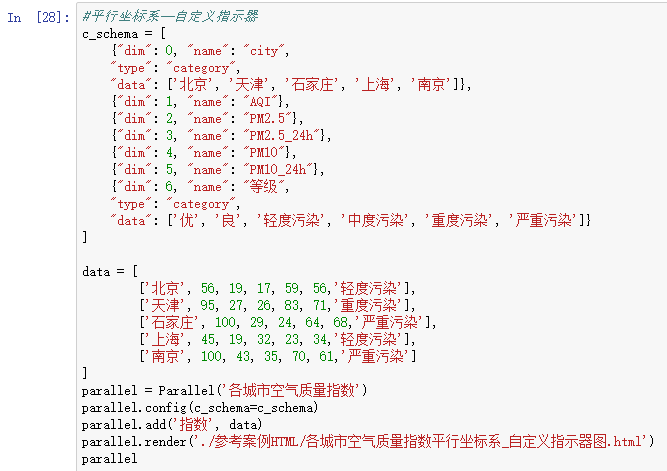 In [28]: #平行坐标系—自定义指示器
c_schema = [
    {"dim": 0, "name": "city",
    "type": "category",
    "data": ['北京', '天津', '石家庄', '上海', '南京']},
    {"dim": 1, "name": "AQI"},
    {"dim": 2, "name": "PM2.5"},
    {"dim": 3, "name": "PM2.5_24h"},
    {"dim": 4, "name": "PM10"},
    {"dim": 5, "name": "PM10_24h"},
    {"dim": 6, "name": "等级",
    "type": "category",
    "data": ['优', '良', '轻度污染', '中度污染', '重度污染', '严重污染']}
]
data = [
        ['北京', 56, 19, 17, 59, 56,'轻度污染'],
        ['天津', 95, 27, 26, 83, 71,'重度污染'],
        ['石家庄', 100, 29, 24, 64, 68,'严重污染'],
        ['上海', 45, 19, 32, 23, 34,'轻度污染'],
        ['南京', 100, 43, 35, 70, 61,'严重污染']
]
parallel = Parallel('各城市空气质量指数')
parallel.config(c_schema=c_schema)
parallel.add('指数', data)
parallel.render('./参考案例HTML/各城市空气质量指数平行坐标系_自定义指示器图.html')
parallel